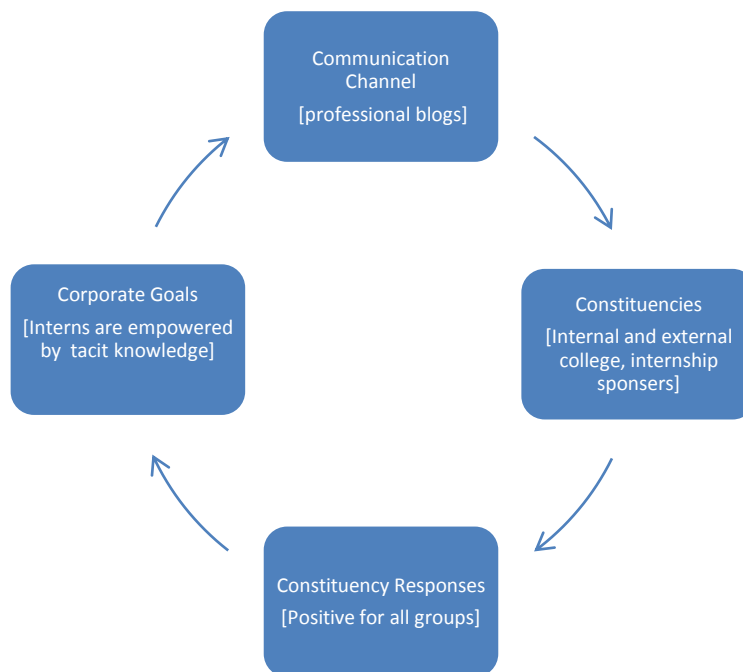 Communication
Channel
[professional blogs]
Corporate Goals
[Interns are empowered
by tacit knowledge]
Constituencies
[Internal and external
college, internship
sponsers]
Constituency Responses
[Positive for all groups]